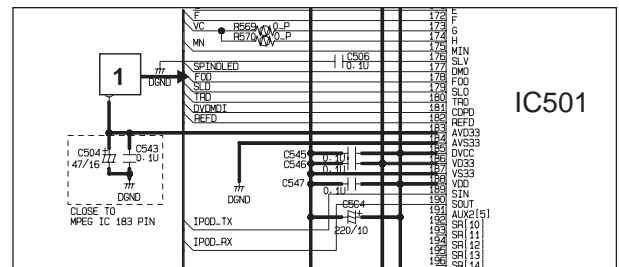 F
VC
R569 0_P
R570 0_P
MN
C506
0.1U
SPINDLED
FOD
SLD
TRD
DVDMDI
REFD
1
DGND
C504
47/16
C543
0.1U
DGND
CLOSE TO
MPEG IC 183 PIN
DGND
C545 0.1U
C546 0.1U
C547 0.1U
C5C4
220/10
IPOD_TX
IPOD_RX
172 F
173 G
174 H
175 MIN
176 SLV
177 DMO
178 FOO
179 SLO
180 TRO
181 CDPD
182 REFD
183 AVD33
184 AVS33
185 DVCC
186 VD33
187 VS33
188 VDD
189 SIN
190 SOUT
191 AUX2[5]
192 SR[10]
193 SR[11]
194 SR[12]
195 SR[13]
196 SR[14]
IC501